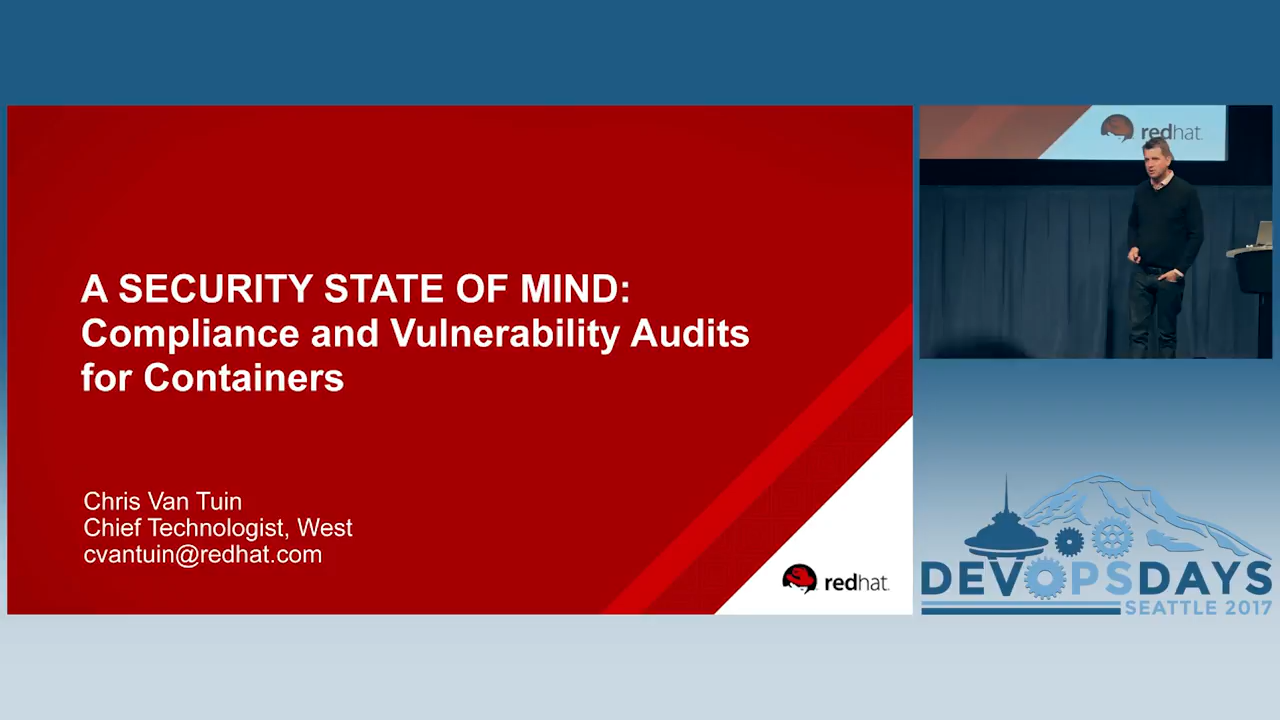 A SECURITY STATE OF MIND:
Compliance and Vulnerability Audits
for Containers
Chris Van Tuin
Chief Technologist, West
cvantuin@redhat.com
redhat.
redhat.
DEVOPSDAYS
SEATTLE 2017